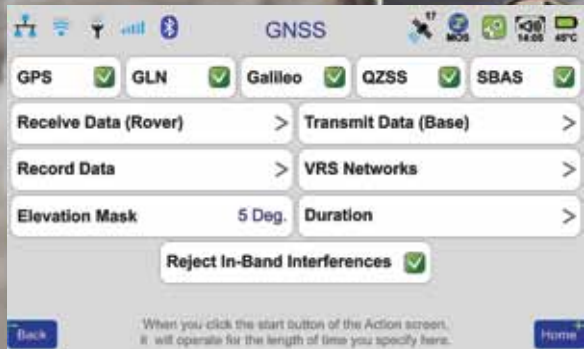 GNSS 17 MOS 14:05 45°C
GPS GLN Galileo QZSS SBAS
Receive Data (Rover) > Transmit Data (Base) >
Record Data > VRS Networks >
Elevation Mask 5 Deg. Duration >
Reject In-Band Interferences
When you click the start button of the Action screen,
Back it will operate for the length of time you specify here. Home